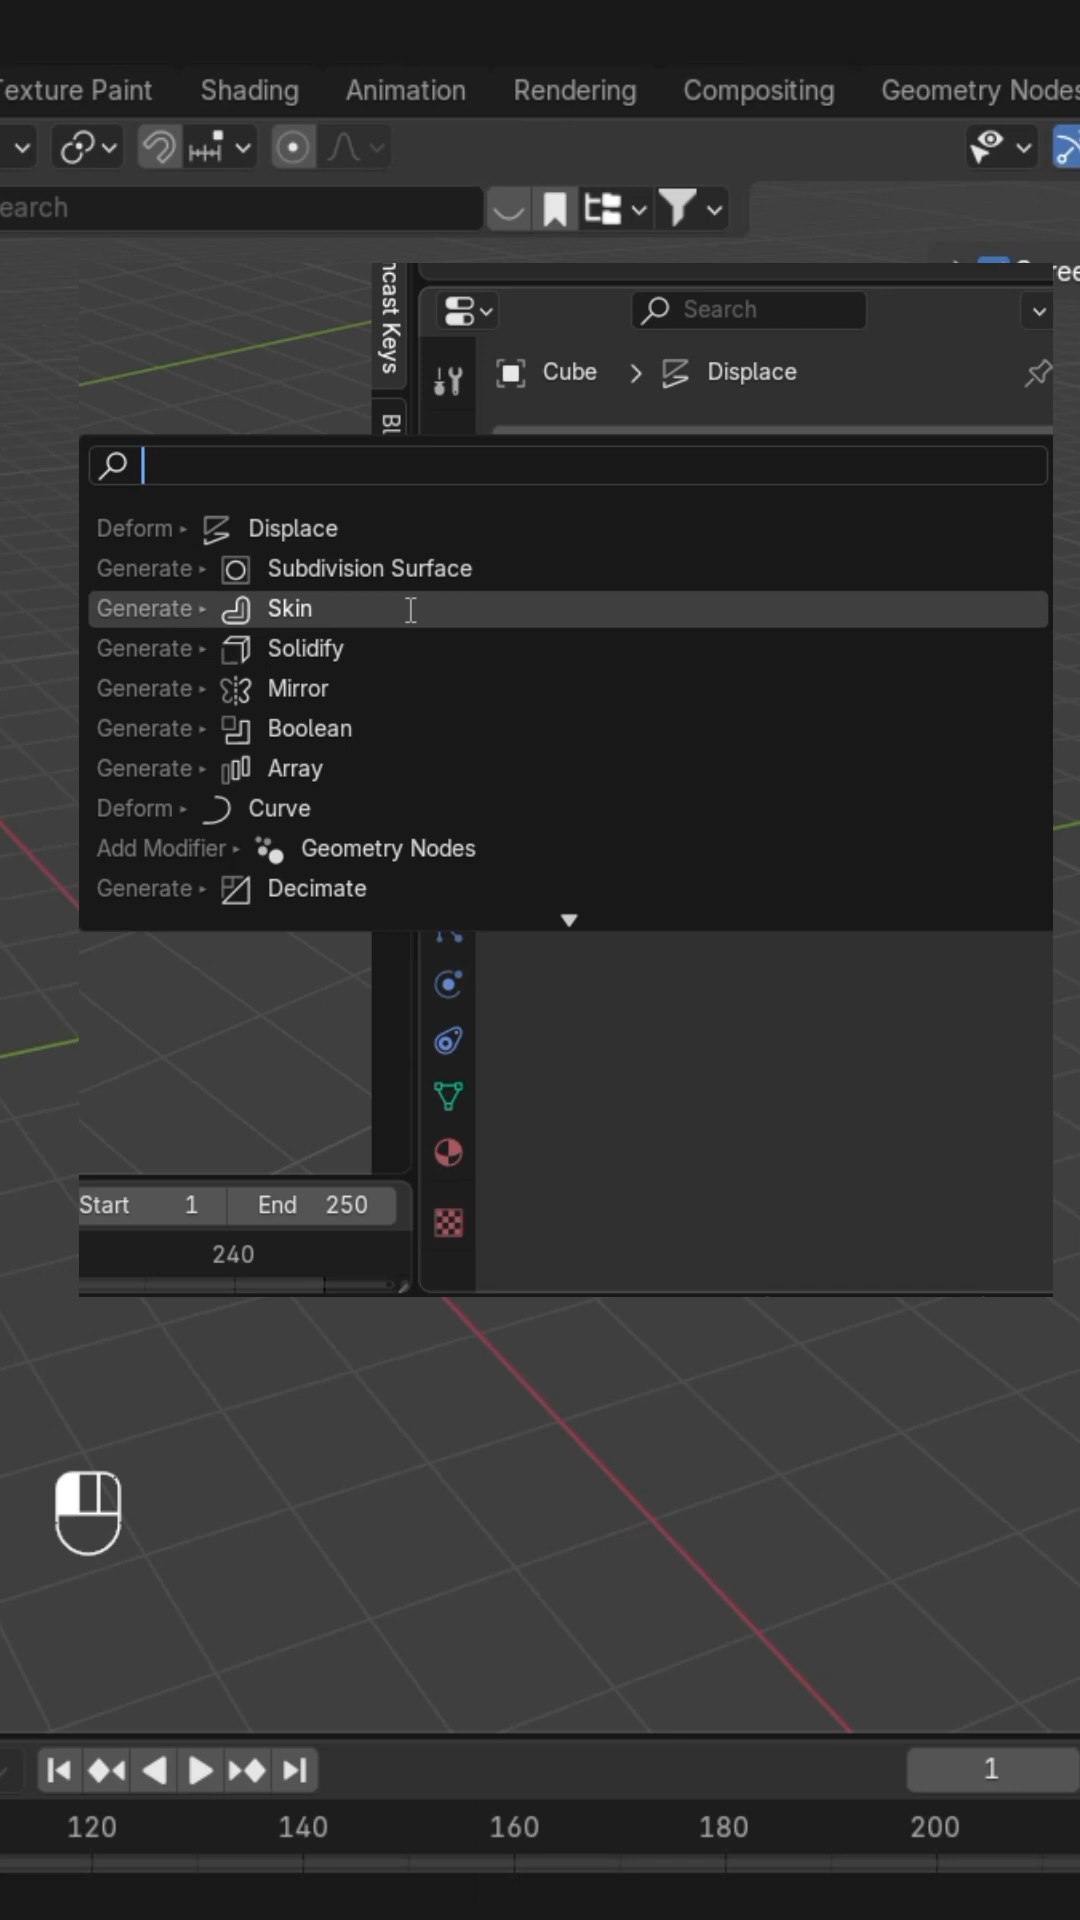 Texture Paint Shading Animation Rendering Compositing Geometry Nodes
earch
Scree
ncast Keys
Search
Cube > Displace
Bl
Deform ▸ Displace
Generate ▸ Subdivision Surface
Generate ▸ Skin
Generate ▸ Solidify
Generate ▸ Mirror
Generate ▸ Boolean
Generate ▸ Array
Deform ▸ Curve
Add Modifier ▸ Geometry Nodes
Generate ▸ Decimate
Start 1 End 250
240
1
120 140 160 180 200